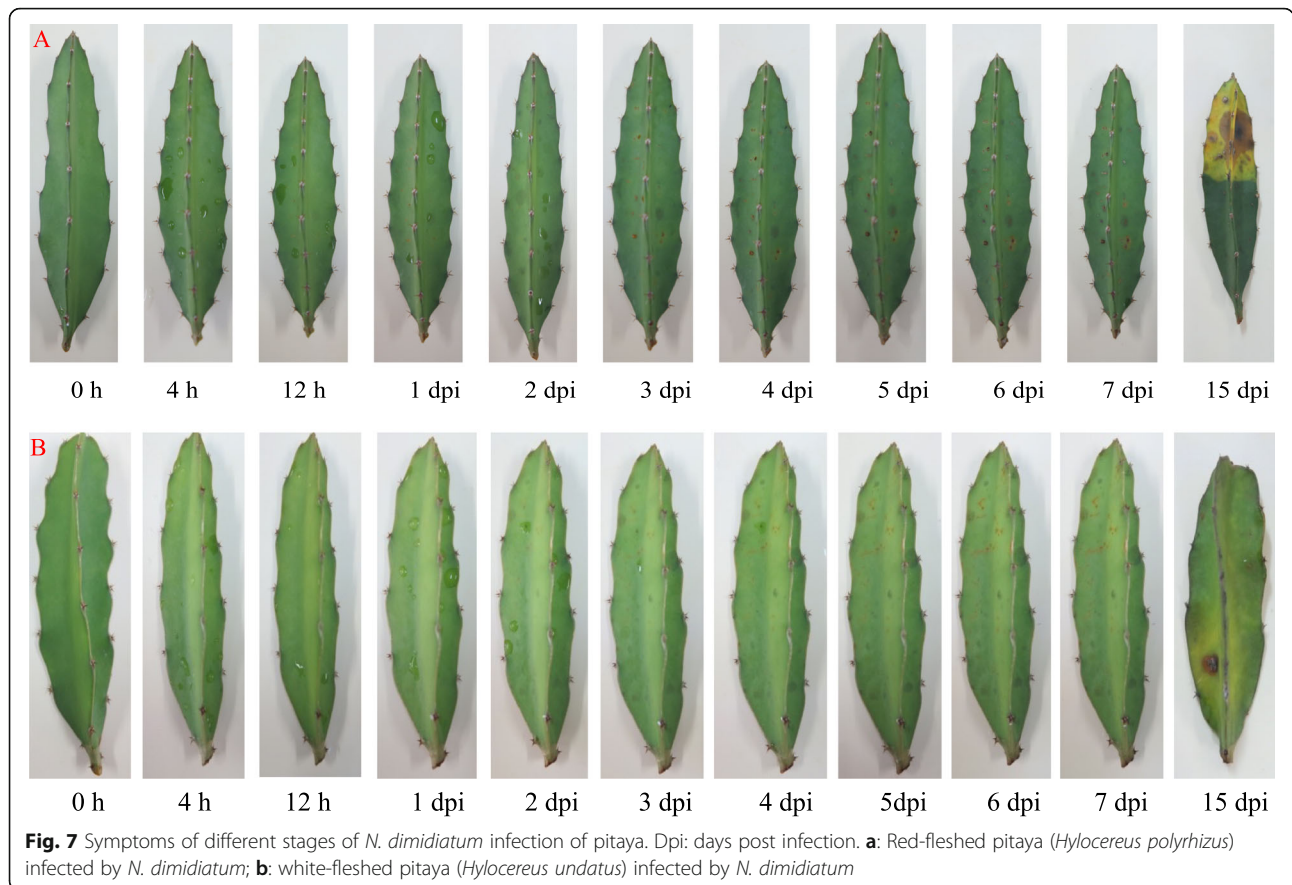 A
0 h 4 h 12 h 1 dpi 2 dpi 3 dpi 4 dpi 5 dpi 6 dpi 7 dpi 15 dpi
B
0 h 4 h 12 h 1 dpi 2 dpi 3 dpi 4 dpi 5dpi 6 dpi 7 dpi 15 dpi
Fig. 7 Symptoms of different stages of N. dimidiatum infection of pitaya. Dpi: days post infection. a: Red-fleshed pitaya (Hylocereus polyrhizus)
infected by N. dimidiatum; b: white-fleshed pitaya (Hylocereus undatus) infected by N. dimidiatum